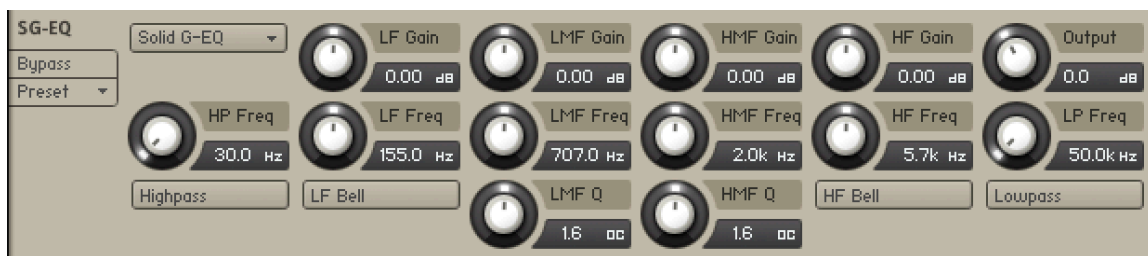 SG-EQ
Bypass
Preset
Solid G-EQ
LF Gain
0.00 dB
LMF Gain
0.00 dB
HMF Gain
0.00 dB
HF Gain
0.00 dB
Output
0.0 dB
HP Freq
30.0 Hz
LF Freq
155.0 Hz
LMF Freq
707.0 Hz
HMF Freq
2.0k Hz
HF Freq
5.7k Hz
LP Freq
50.0k Hz
Highpass
LF Bell
LMF Q
1.6 oc
HMF Q
1.6 oc
HF Bell
Lowpass